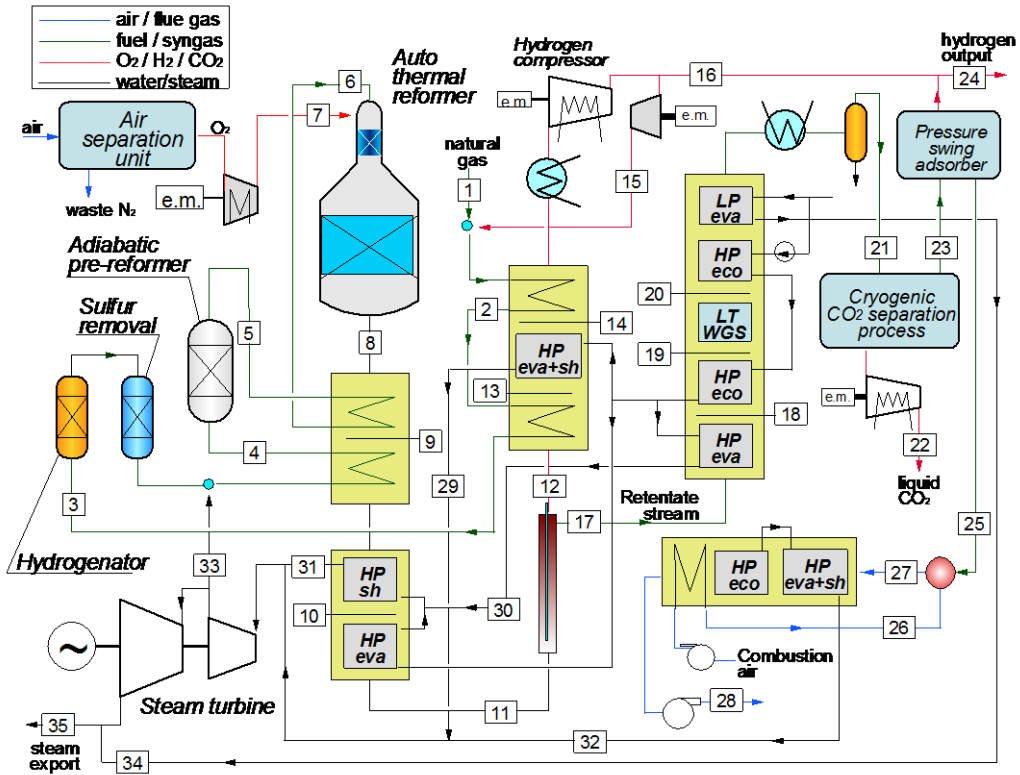 air / flue gas
fuel / syngas
O2 / H2 / CO2
water/steam
air
Air
separation
unit
O2
waste N2
e.m.
6
7
Auto
thermal
reformer
Hydrogen
compressor
e.m
e.m.
16
15
natural
gas
1
hydrogen
output
24
Pressure
swing
adsorber
21
23
Cryogenic
CO2 separation
process
e.m.
22
liquid
CO2
25
Adiabatic
pre-reformer
Sulfur
removal
5
8
9
4
3
Hydrogenator
2
14
HP
eva+sh
13
12
29
LP
eva
HP
eco
20
LT
WGS
19
HP
eco
18
HP
eva
17
Retentate
stream
33
31
HP
sh
10
HP
eva
30
11
HP
eco
HP
eva+sh
27
26
Combustion
air
28
~
Steam turbine
35
steam
export
34
32